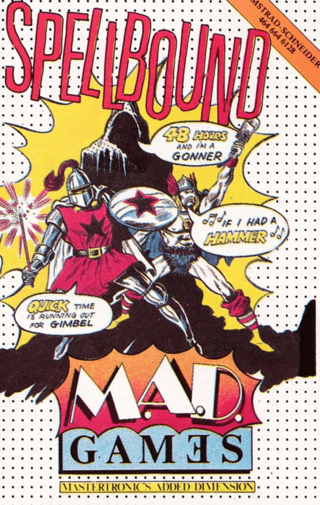 SPELLBOUND
AMSTRAD-SCHNEIDER
464 664 6128
48 HOURS
AND I'M A
GONNER
IF I HAD A
HAMMER
QUICK TIME
IS RUNNING OUT
FOR GIMBEL
M.A.D.
GAMES
MASTERTRONIC'S ADDED DIMENSION